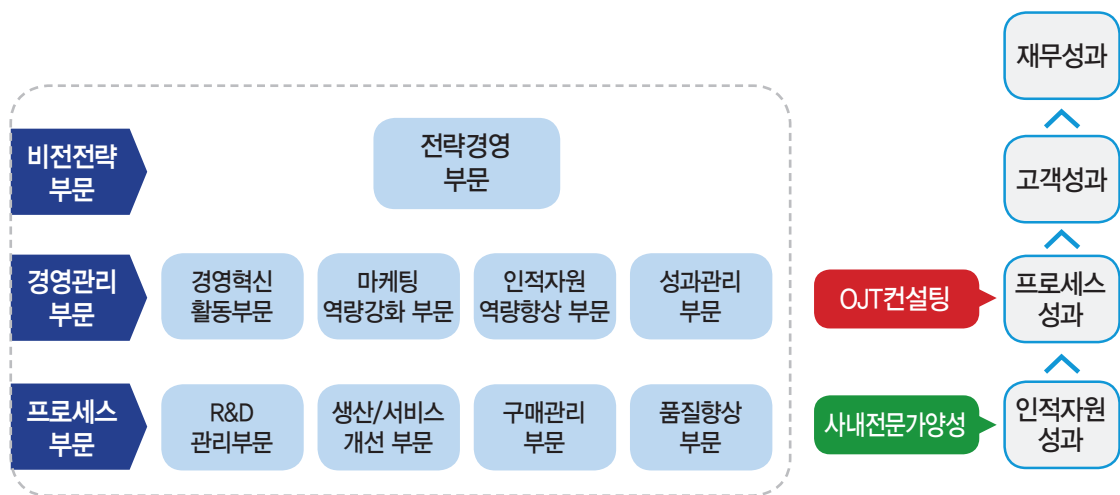 비전전략
부문
전략경영
부문
경영관리
부문
경영혁신
활동부문
마케팅
역량강화 부문
인적자원
역량향상 부문
성과관리
부문
프로세스
부문
R&D
관리부문
생산/서비스
개선 부문
구매관리
부문
품질향상
부문
OJT컨설팅
사내전문가양성
재무성과
고객성과
프로세스
성과
인적자원
성과